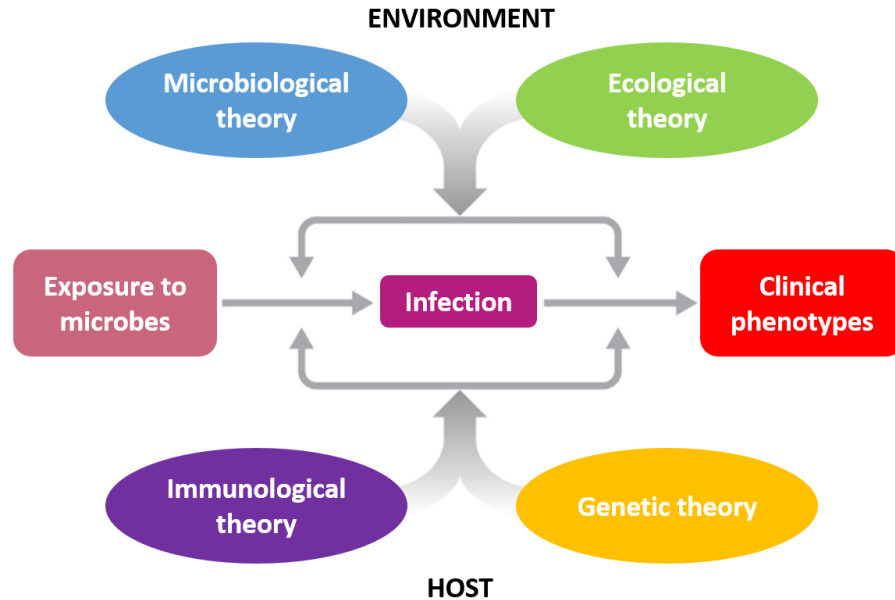 ENVIRONMENT
Microbiological
theory
Ecological
theory
Exposure to
microbes
Infection
Clinical
phenotypes
Immunological
theory
Genetic theory
HOST